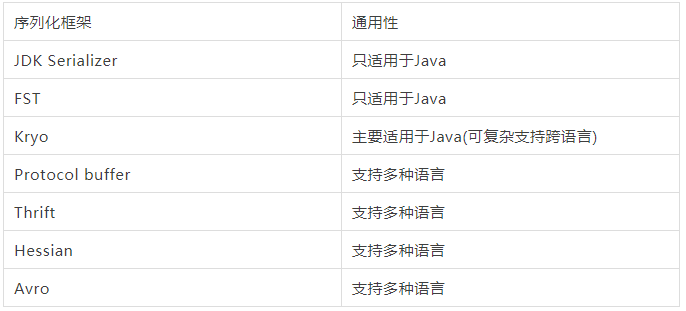 序列化框架 通用性
JDK Serializer 只适用于Java
FST 只适用于Java
Kryo 主要适用于Java(可复杂支持跨语言)
Protocol buffer 支持多种语言
Thrift 支持多种语言
Hessian 支持多种语言
Avro 支持多种语言